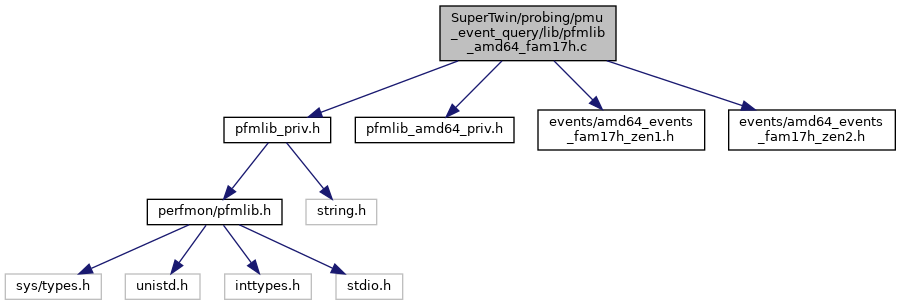 SuperTwin/probing/pmu
_event_query/lib/pfmlib
_amd64_fam17h.c
pfmlib_priv.h
pfmlib_amd64_priv.h
events/amd64_events
_fam17h_zen1.h
events/amd64_events
_fam17h_zen2.h
perfmon/pfmlib.h
string.h
sys/types.h
unistd.h
inttypes.h
stdio.h